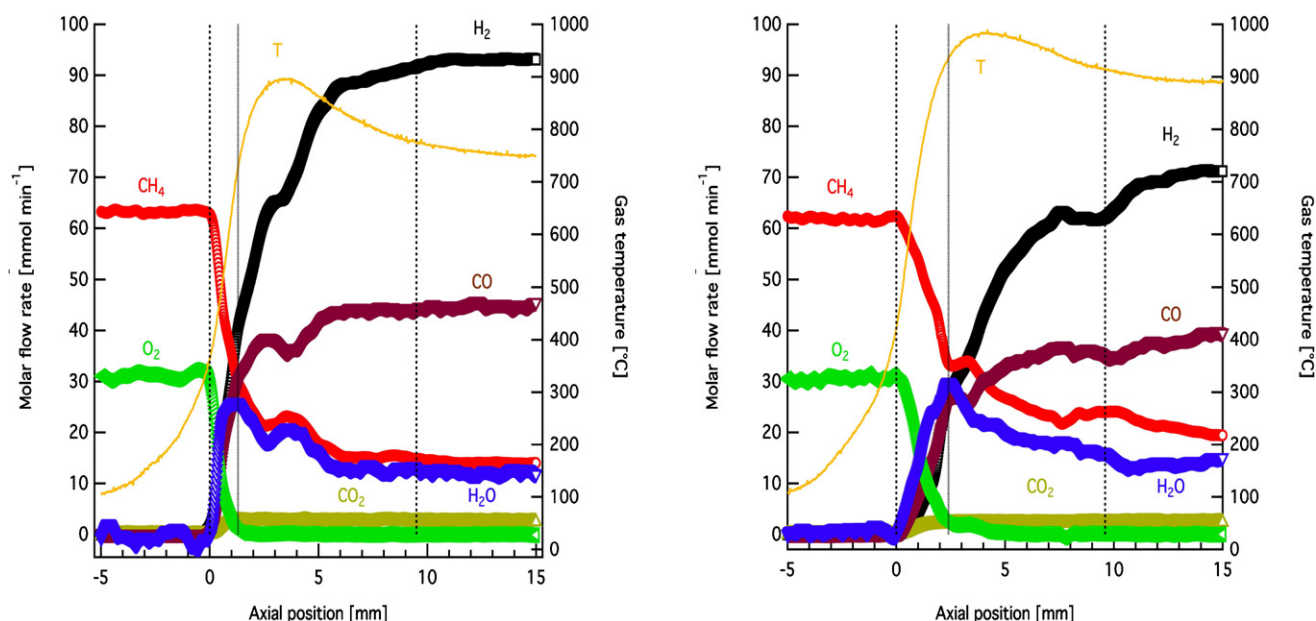 100
90
80
70
60
50
40
30
20
10
0
Molar flow rate [mmol min⁻¹]
1000
900
800
700
600
500
400
300
200
100
0
Gas temperature [°C]
T
H₂
CH₄
CO
O₂
CO₂
H₂O
-5 0 5 10 15
Axial position [mm]
100
90
80
70
60
50
40
30
20
10
0
Molar flow rate [mmol min⁻¹]
1000
900
800
700
600
500
400
300
200
100
0
Gas temperature [°C]
T
H₂
CH₄
CO
O₂
CO₂
H₂O
-5 0 5 10 15
Axial position [mm]